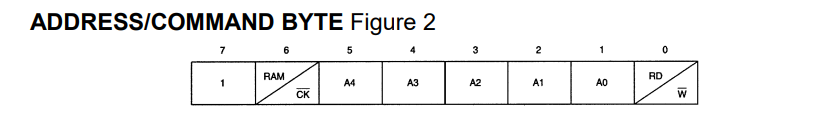 ADDRESS/COMMAND BYTE Figure 2
7 6 5 4 3 2 1 0
1 RAM C̅K̅ A4 A3 A2 A1 A0 RD W̅